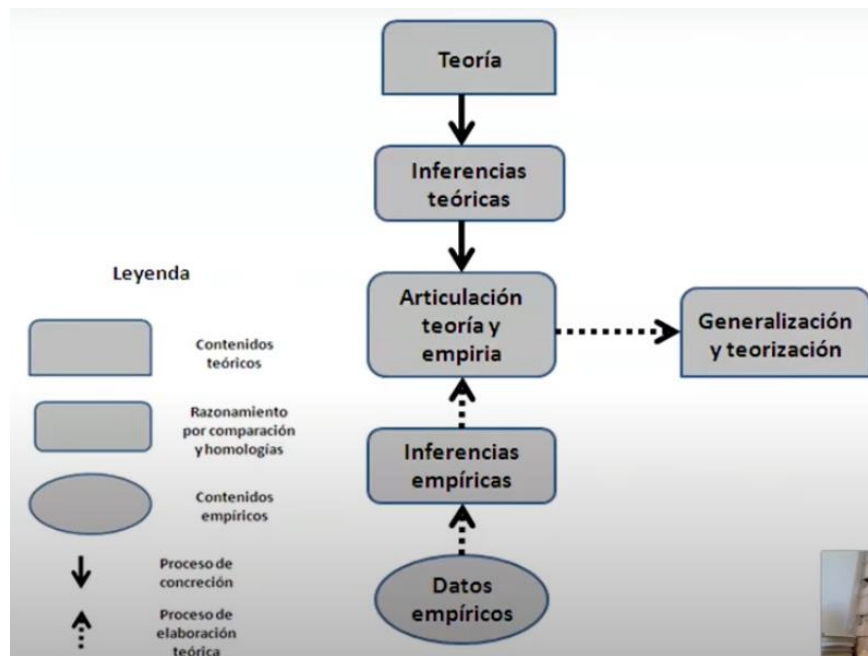 Teoría
Inferencias
teóricas
Articulación
teoría y
empiria
Generalización
y teorización
Inferencias
empíricas
Datos
empíricos
Leyenda
Contenidos
teóricos
Razonamiento
por comparación
y homologías
Contenidos
empíricos
Proceso de
concreción
Proceso de
elaboración
teórica